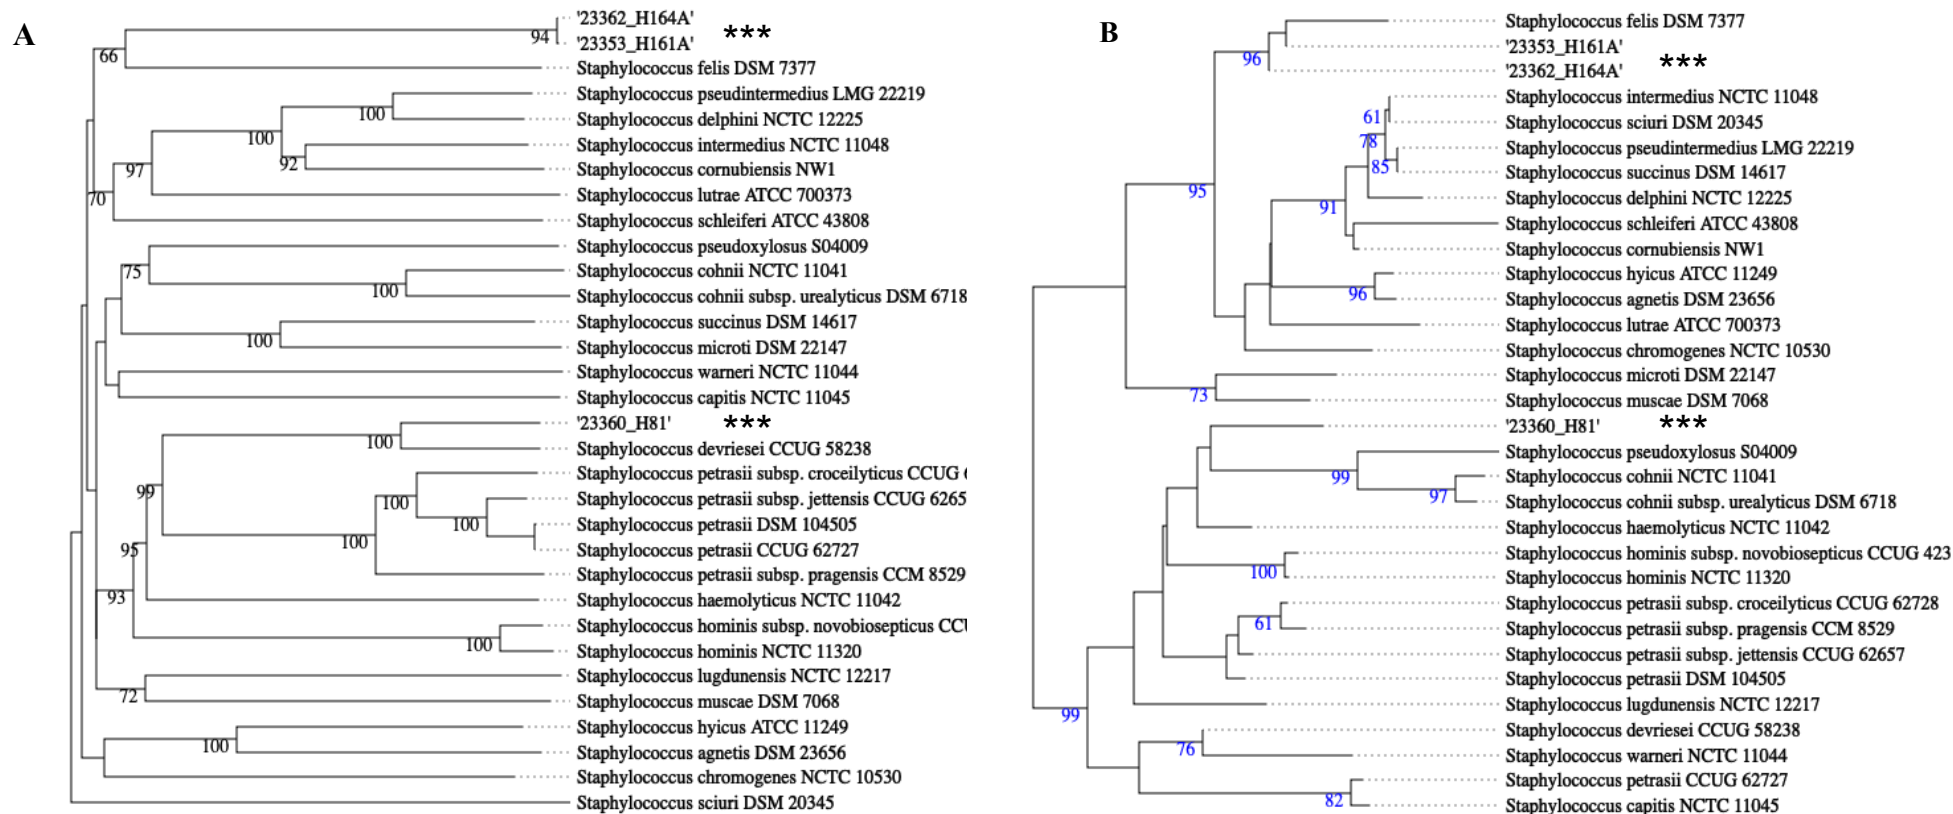 A
'23362_H164A'
94
'23353_H161A'
***
66
Staphylococcus felis DSM 7377
Staphylococcus pseudintermedius LMG 22219
100
Staphylococcus delphini NCTC 12225
100
Staphylococcus intermedius NCTC 11048
92
Staphylococcus cornubiensis NW1
97
Staphylococcus lutrae ATCC 700373
70
Staphylococcus schleiferi ATCC 43808
Staphylococcus pseudoxylosus S04009
75
Staphylococcus cohnii NCTC 11041
100
Staphylococcus cohnii subsp. urealyticus DSM 6718
Staphylococcus succinus DSM 14617
100
Staphylococcus microti DSM 22147
Staphylococcus warneri NCTC 11044
Staphylococcus capitis NCTC 11045
'23360_H81'
***
100
Staphylococcus devriesei CCUG 58238
Staphylococcus petrasii subsp. croceilyticus CCUG
99
100
Staphylococcus petrasii subsp. jettensis CCUG 6265
100
Staphylococcus petrasii DSM 104505
100
Staphylococcus petrasii CCUG 62727
95
Staphylococcus petrasii subsp. pragensis CCM 8529
93
Staphylococcus haemolyticus NCTC 11042
Staphylococcus hominis subsp. novobiosepticus
100
Staphylococcus hominis NCTC 11320
Staphylococcus lugdunensis NCTC 12217
72
Staphylococcus muscae DSM 7068
Staphylococcus hyicus ATCC 11249
100
Staphylococcus agnetis DSM 23656
Staphylococcus chromogenes NCTC 10530
Staphylococcus sciuri DSM 20345
B
Staphylococcus felis DSM 7377
'23353_H161A'
96
'23362_H164A'
***
Staphylococcus intermedius NCTC 11048
61
Staphylococcus sciuri DSM 20345
78
Staphylococcus pseudintermedius LMG 22219
85
Staphylococcus succinus DSM 14617
95
Staphylococcus delphini NCTC 12225
91
Staphylococcus schleiferi ATCC 43808
Staphylococcus cornubiensis NW1
Staphylococcus hyicus ATCC 11249
96
Staphylococcus agnetis DSM 23656
Staphylococcus lutrae ATCC 700373
Staphylococcus chromogenes NCTC 10530
Staphylococcus microti DSM 22147
73
Staphylococcus muscae DSM 7068
'23360_H81'
***
Staphylococcus pseudoxylosus S04009
99
Staphylococcus cohnii NCTC 11041
97
Staphylococcus cohnii subsp. urealyticus DSM 6718
Staphylococcus haemolyticus NCTC 11042
Staphylococcus hominis subsp. novobiosepticus CCUG 423
100
Staphylococcus hominis NCTC 11320
Staphylococcus petrasii subsp. croceilyticus CCUG 62728
61
Staphylococcus petrasii subsp. pragensis CCM 8529
Staphylococcus petrasii subsp. jettensis CCUG 62657
Staphylococcus petrasii DSM 104505
Staphylococcus lugdunensis NCTC 12217
99
Staphylococcus devriesei CCUG 58238
76
Staphylococcus warneri NCTC 11044
Staphylococcus petrasii CCUG 62727
82
Staphylococcus capitis NCTC 11045